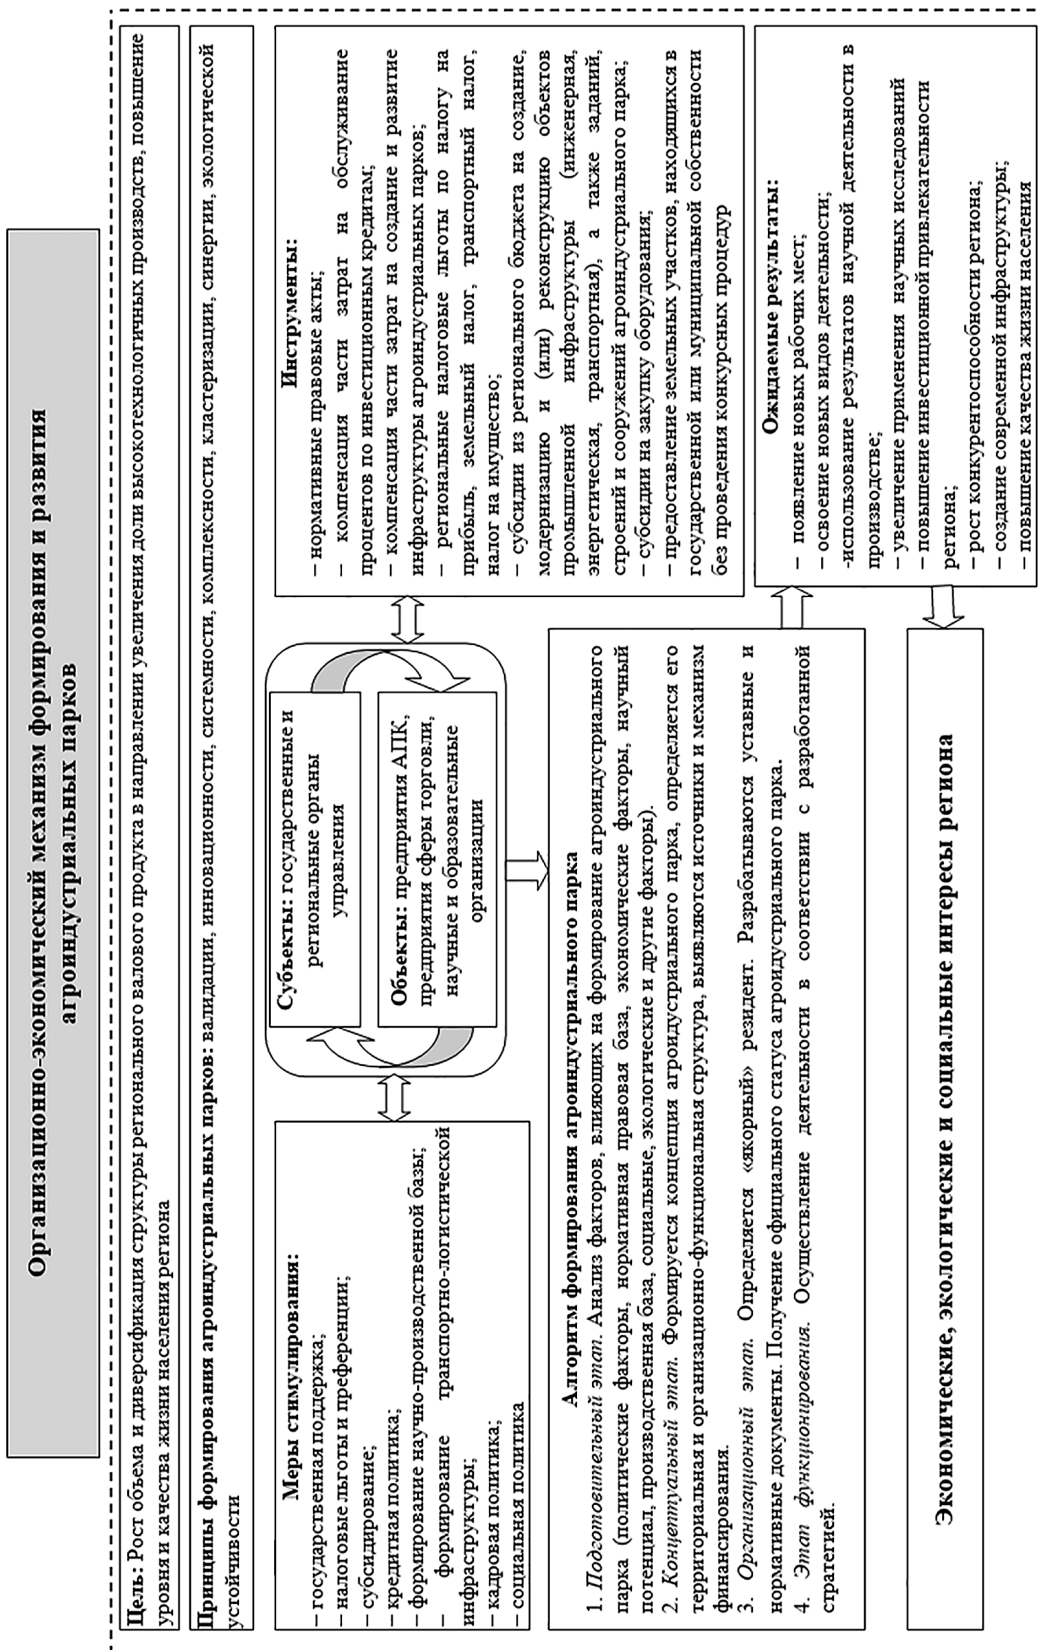 Организационно-экономический механизм формирования и развития
агроиндустриальных парков
Цель: Рост объема и диверсификация структуры регионального валового продукта в направлении увеличения доли высокотехнологичных производств, повышение
уровня и качества жизни населения региона
Принципы формирования агроиндустриальных парков: валидации, инновационности, системности, комплексности, кластеризации, синергии, экологической
устойчивости
Меры стимулирования:
– государственная поддержка;
– налоговые льготы и преференции;
– субсидирование;
– кредитная политика;
– формирование научно-производственной базы;
– формирование транспортно-логистической
инфраструктуры;
– кадровая политика;
– социальная политика
Субъекты: государственные и
региональные органы
управления
Объекты: предприятия АПК,
предприятия сферы торговли,
научные и образовательные
организации
Инструменты:
– нормативные правовые акты;
– компенсация части затрат на обслуживание
процентов по инвестиционным кредитам;
– компенсация части затрат на создание и развитие
инфраструктуры агроиндустриальных парков;
– региональные налоговые льготы по налогу на
прибыль, земельный налог, транспортный налог,
налог на имущество;
– субсидии из регионального бюджета на создание,
модернизацию и (или) реконструкцию объектов
промышленной инфраструктуры (инженерная,
энергетическая, транспортная), а также заданий,
строений и сооружений агроиндустриального парка;
– субсидии на закупку оборудования;
– предоставление земельных участков, находящихся в
государственной или муниципальной собственности
без проведения конкурсных процедур
Алгоритм формирования агроиндустриального парка
1. Подготовительный этап. Анализ факторов, влияющих на формирование агроиндустриального
парка (политические факторы, нормативная правовая база, экономические факторы, научный
потенциал, производственная база, социальные, экологические и другие факторы).
2. Концептуальный этап. Формируется концепция агроидустриального парка, определяется его
территориальная и организационно-функциональная структура, выявляются источники и механизм
финансирования.
3. Организационный этап. Определяется «якорный» резидент. Разрабатываются уставные и
нормативные документы. Получение официального статуса агроидустриального парка.
4. Этап функционирования. Осуществление деятельности в соответствии с разработанной
стратегией.
Ожидаемые результаты:
– появление новых рабочих мест;
– освоение новых видов деятельности;
-использование результатов научной деятельности в
производстве;
– увеличение применения научных исследований
– повышение инвестиционной привлекательности
региона;
– рост конкурентоспособности региона;
– создание современной инфраструктуры;
– повышение качества жизни населения
Экономические, экологические и социальные интересы региона